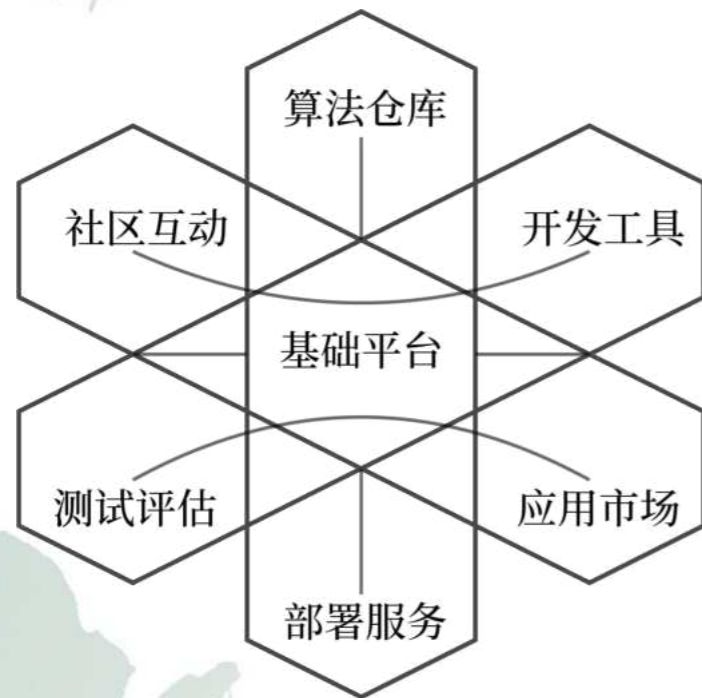 算法仓库
社区互动
开发工具
基础平台
测试评估
应用市场
部署服务